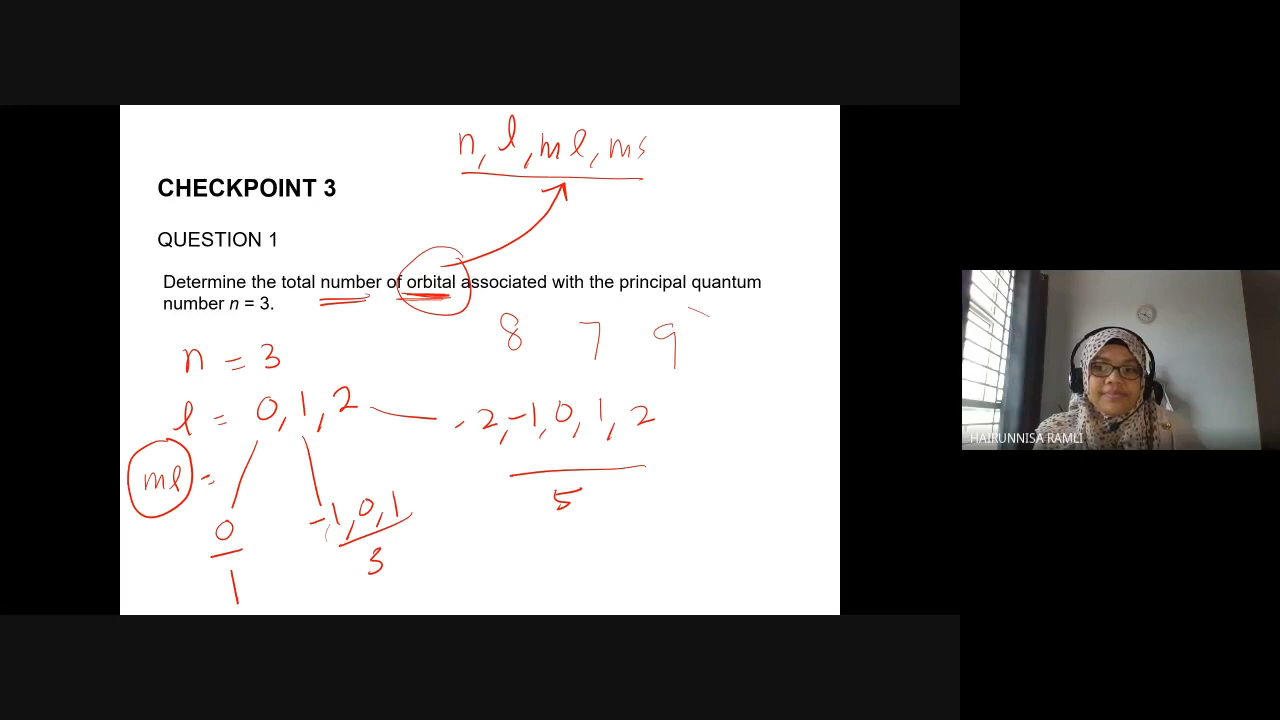 n, l, ml, ms
CHECKPOINT 3
QUESTION 1
Determine the total number of orbital associated with the principal quantum
number n = 3.
8 7 9
n = 3
l = 0, 1, 2 - 2, -1, 0, 1, 2
ml =
5
0 -1, 0, 1
1 3
HAIRUNNISA RAMLI